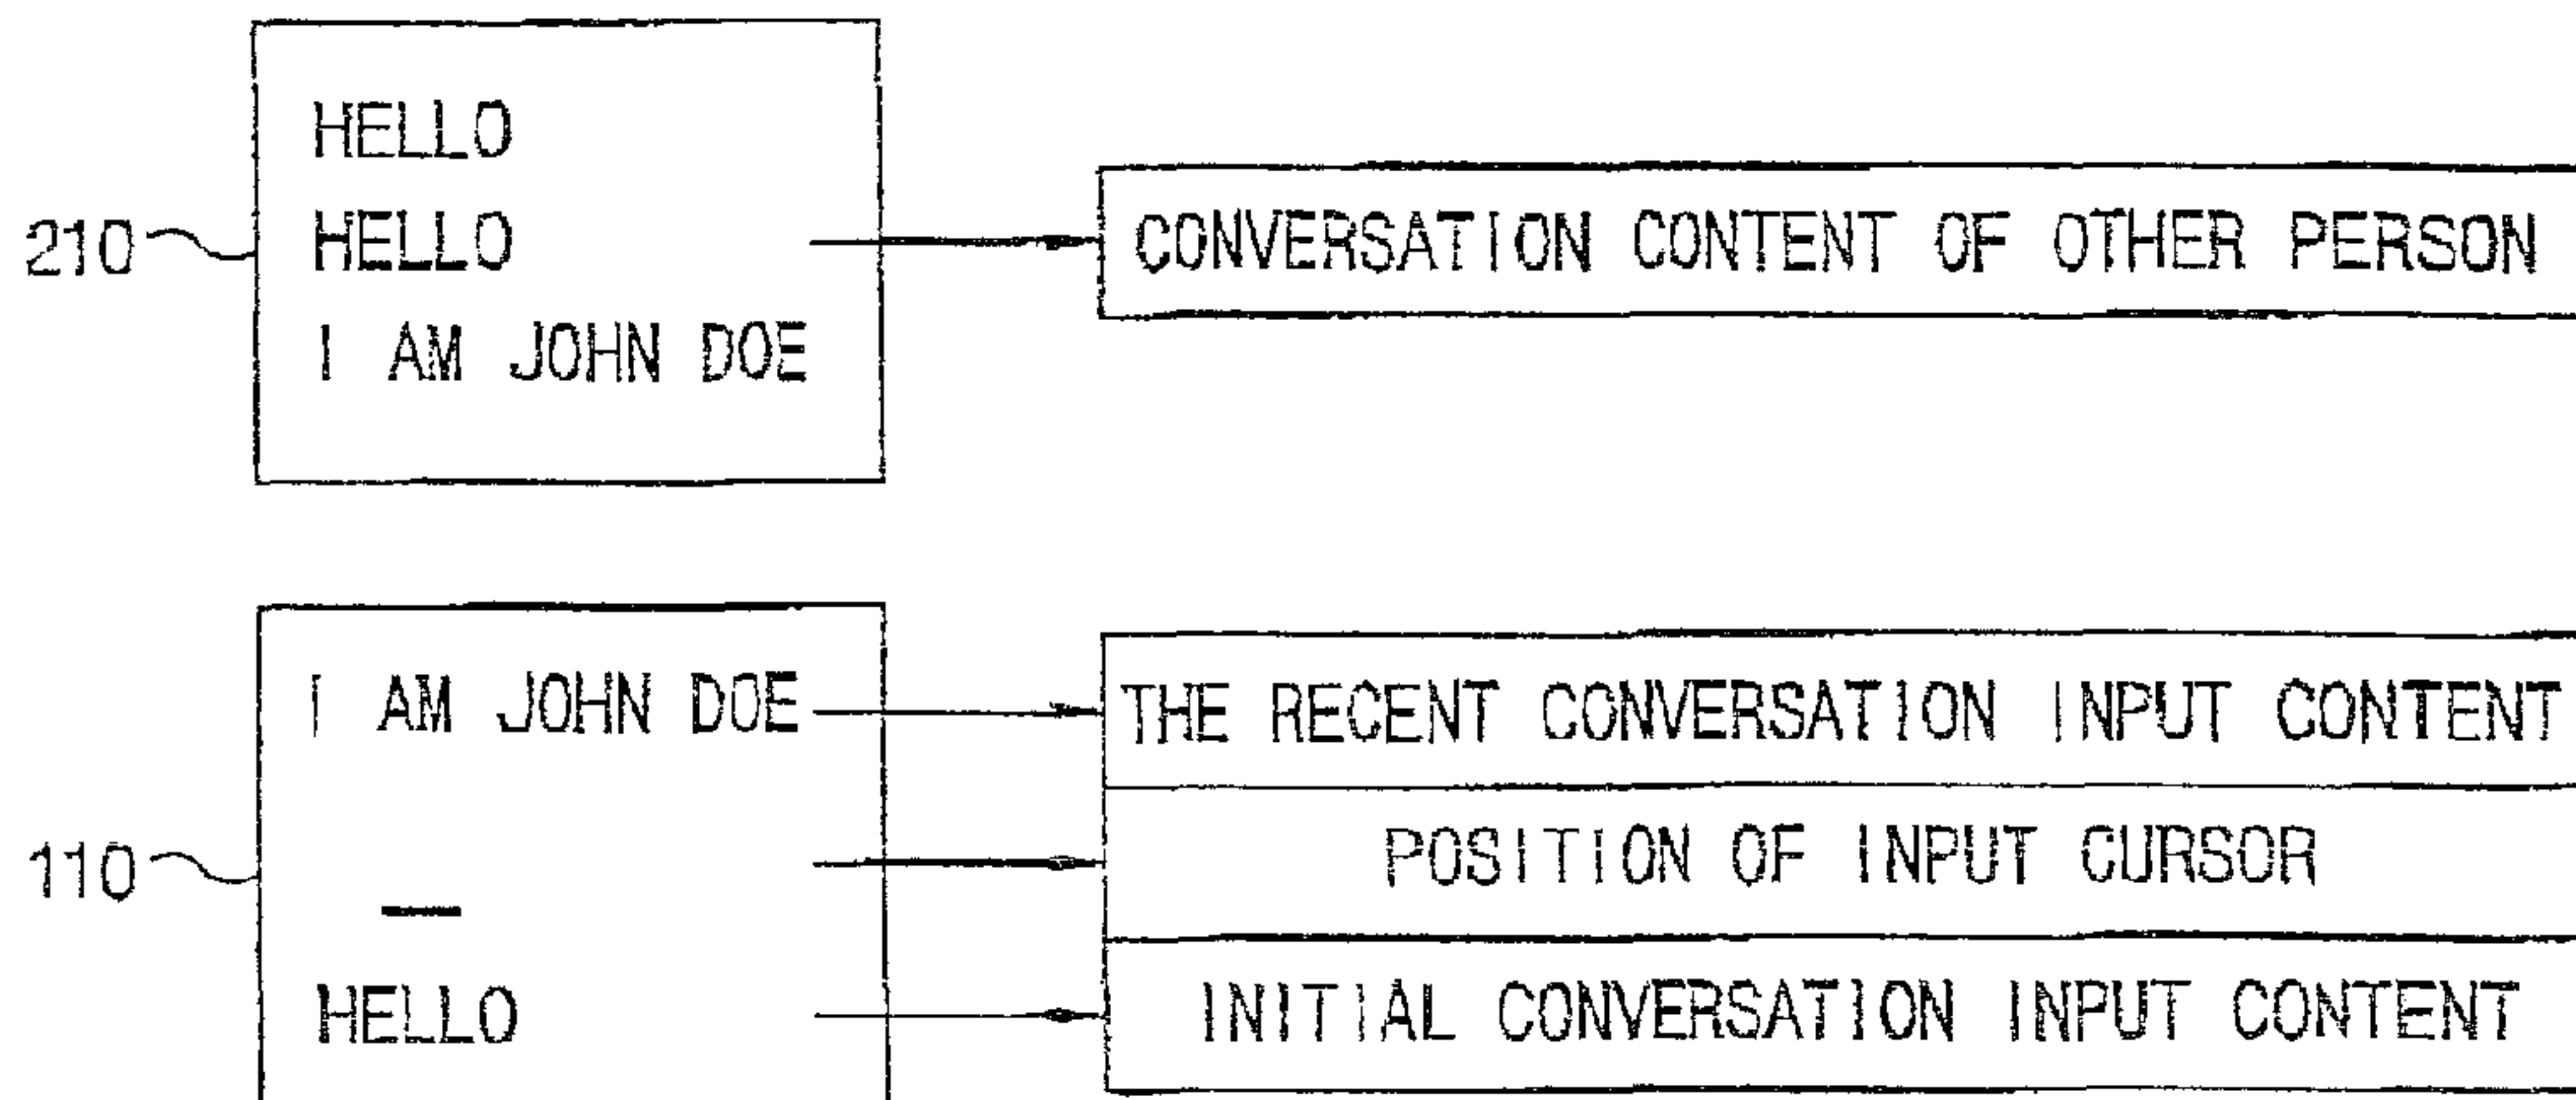 HELLO
210 HELLO
CONVERSATION CONTENT OF OTHER PERSON
I AM JOHN DOE
I AM JOHN DOE
THE RECENT CONVERSATION INPUT CONTENT
110
POSITION OF INPUT CURSOR
HELLO
INITIAL CONVERSATION INPUT CONTENT